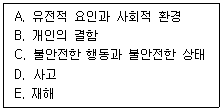 A. 유전적 요인과 사회적 환경
B. 개인의 결함
C. 불안전한 행동과 불안전한 상태
D. 사고
E. 재해